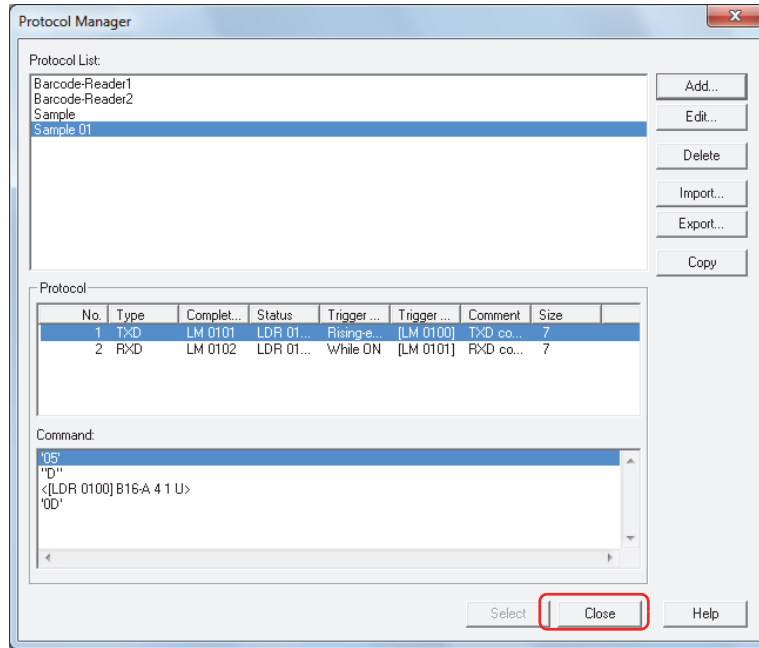 Protocol Manager
Protocol List:
Barcode-Reader1
Barcode-Reader2
Sample
Sample 01
Add...
Edit...
Delete
Import...
Export...
Copy
Protocol
No. Type Complet... Status Trigger ... Trigger ... Comment Size
1 TXD LM 0101 LDR 01... Rising-e... [LM 0100] TXD co... 7
2 RXD LM 0102 LDR 01... While ON [LM 0101] RXD co... 7
Command:
'05'
"D"
<[LDR 0100] B16-A 4 1 U>
'0D'
Select Close Help